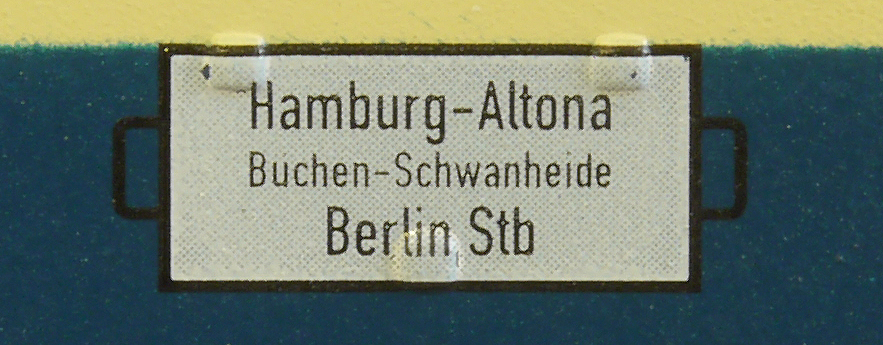 Hamburg-Altona
Buchen-Schwanheide
Berlin Stb